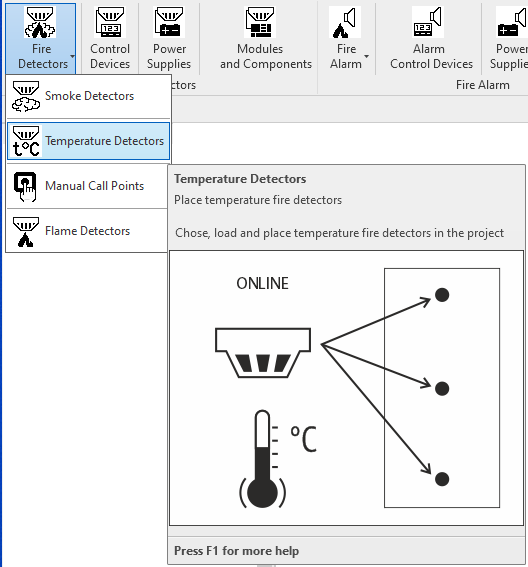 Fire
Detectors
Control
Devices
Power
Supplies
Modules
and Components
Fire
Alarm
Alarm
Control Devices
Power
Supplie
ctors
Fire Alarm
Smoke Detectors
t°C
Temperature Detectors
Manual Call Points
Flame Detectors
Temperature Detectors
Place temperature fire detectors
Chose, load and place temperature fire detectors in the project
ONLINE
°C
Press F1 for more help